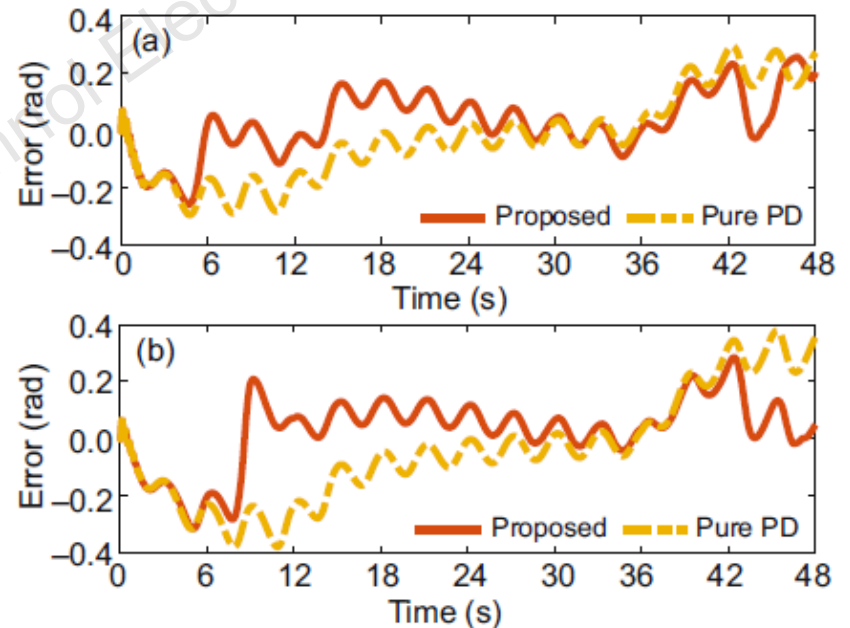 nnol Elec
(a)
0.4
0.2
0.0
−0.2
−0.4
Error (rad)
Proposed Pure PD
0 6 12 18 24 30 36 42 48
Time (s)
(b)
0.4
0.2
0.0
−0.2
−0.4
Error (rad)
Proposed Pure PD
0 6 12 18 24 30 36 42 48
Time (s)